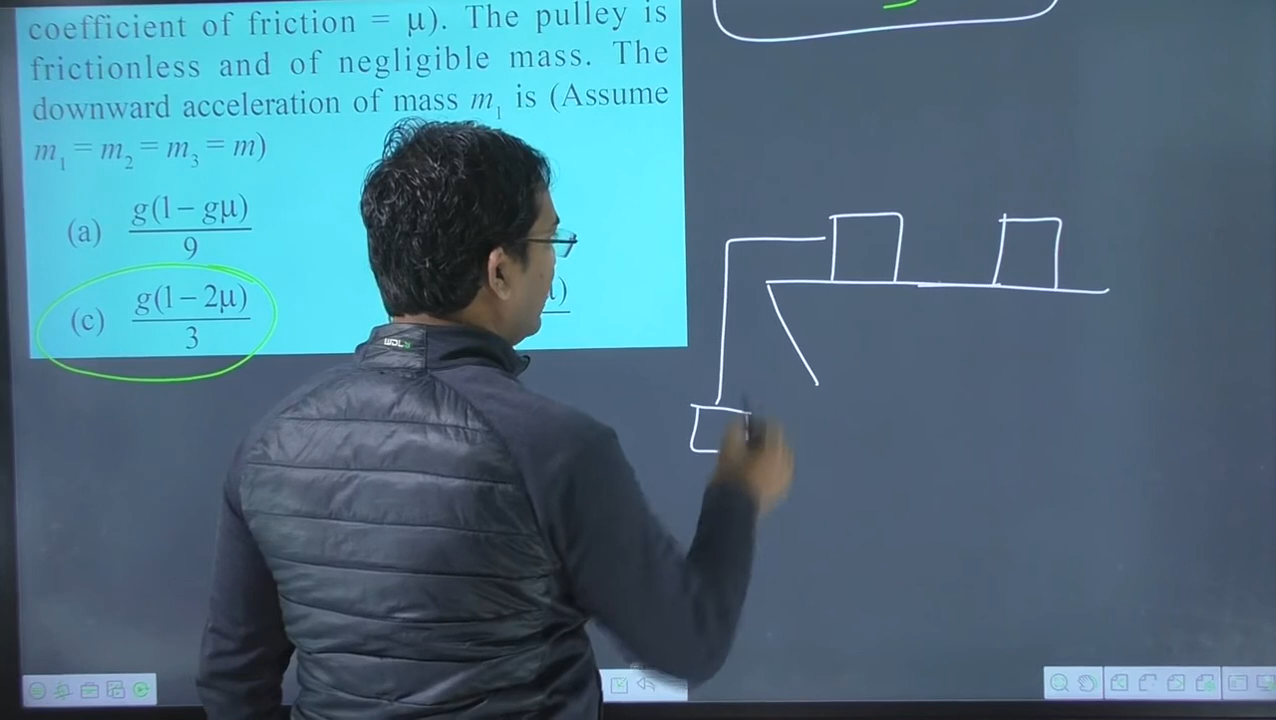 coefficient of friction = μ). The pulley is
frictionless and of negligible mass. The
downward acceleration of mass m₁ is (Assume
m₁ = m₂ = m₃ = m)
(a) g(1 – gμ)/9
(c) g(1 – 2μ)/3